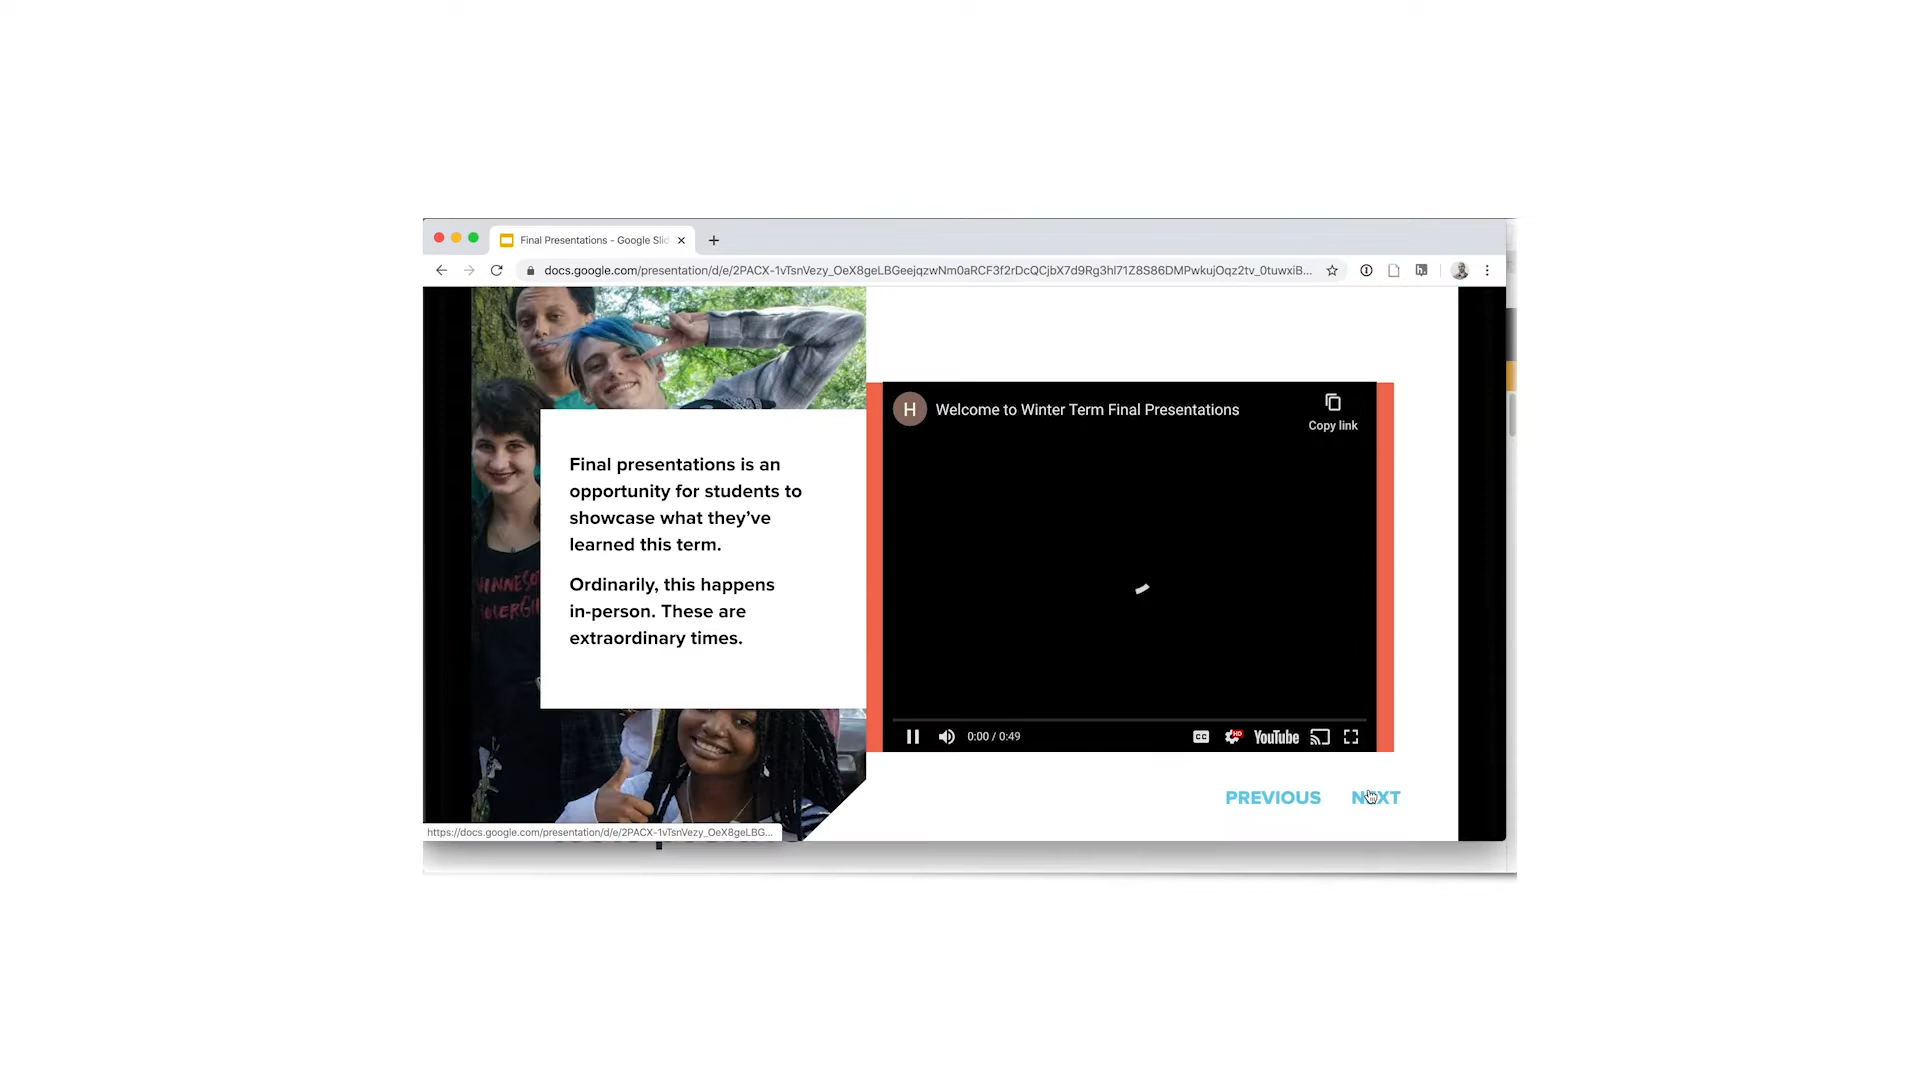 Final Presentations - Google Slid
docs.google.com/presentation/d/e/2PACX-1vTsnVezy_OeX8geLBGeejqzwNm0aRCF3f2rDcQCjbX7d9Rg3hl71Z8S86DMPwkujOqz2tv_0tuwxiB...
H Welcome to Winter Term Final Presentations
Copy link
Final presentations is an
opportunity for students to
showcase what they've
learned this term.
Ordinarily, this happens
in-person. These are
extraordinary times.
0:00 / 0:49
CC
HD
YouTube
PREVIOUS NEXT
https://docs.google.com/presentation/d/e/2PACX-1vTsnVezy_OeX8geLBG...